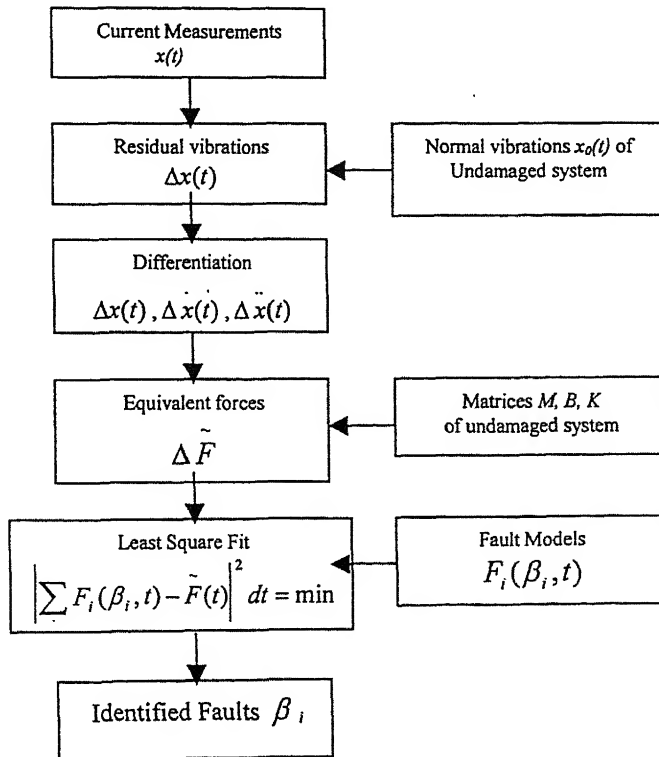 Current Measurements
x(t)
Residual vibrations
Δx(t)
Normal vibrations x₀(t) of
Undamaged system
Differentiation
Δx(t) , Δẋ(t) , Δẍ(t)
Equivalent forces
Δ F̃
Matrices M, B, K
of undamaged system
Least Square Fit
|∑ Fᵢ(βᵢ,t) − F̃(t)|² dt = min
Fault Models
Fᵢ(βᵢ,t)
Identified Faults βᵢ